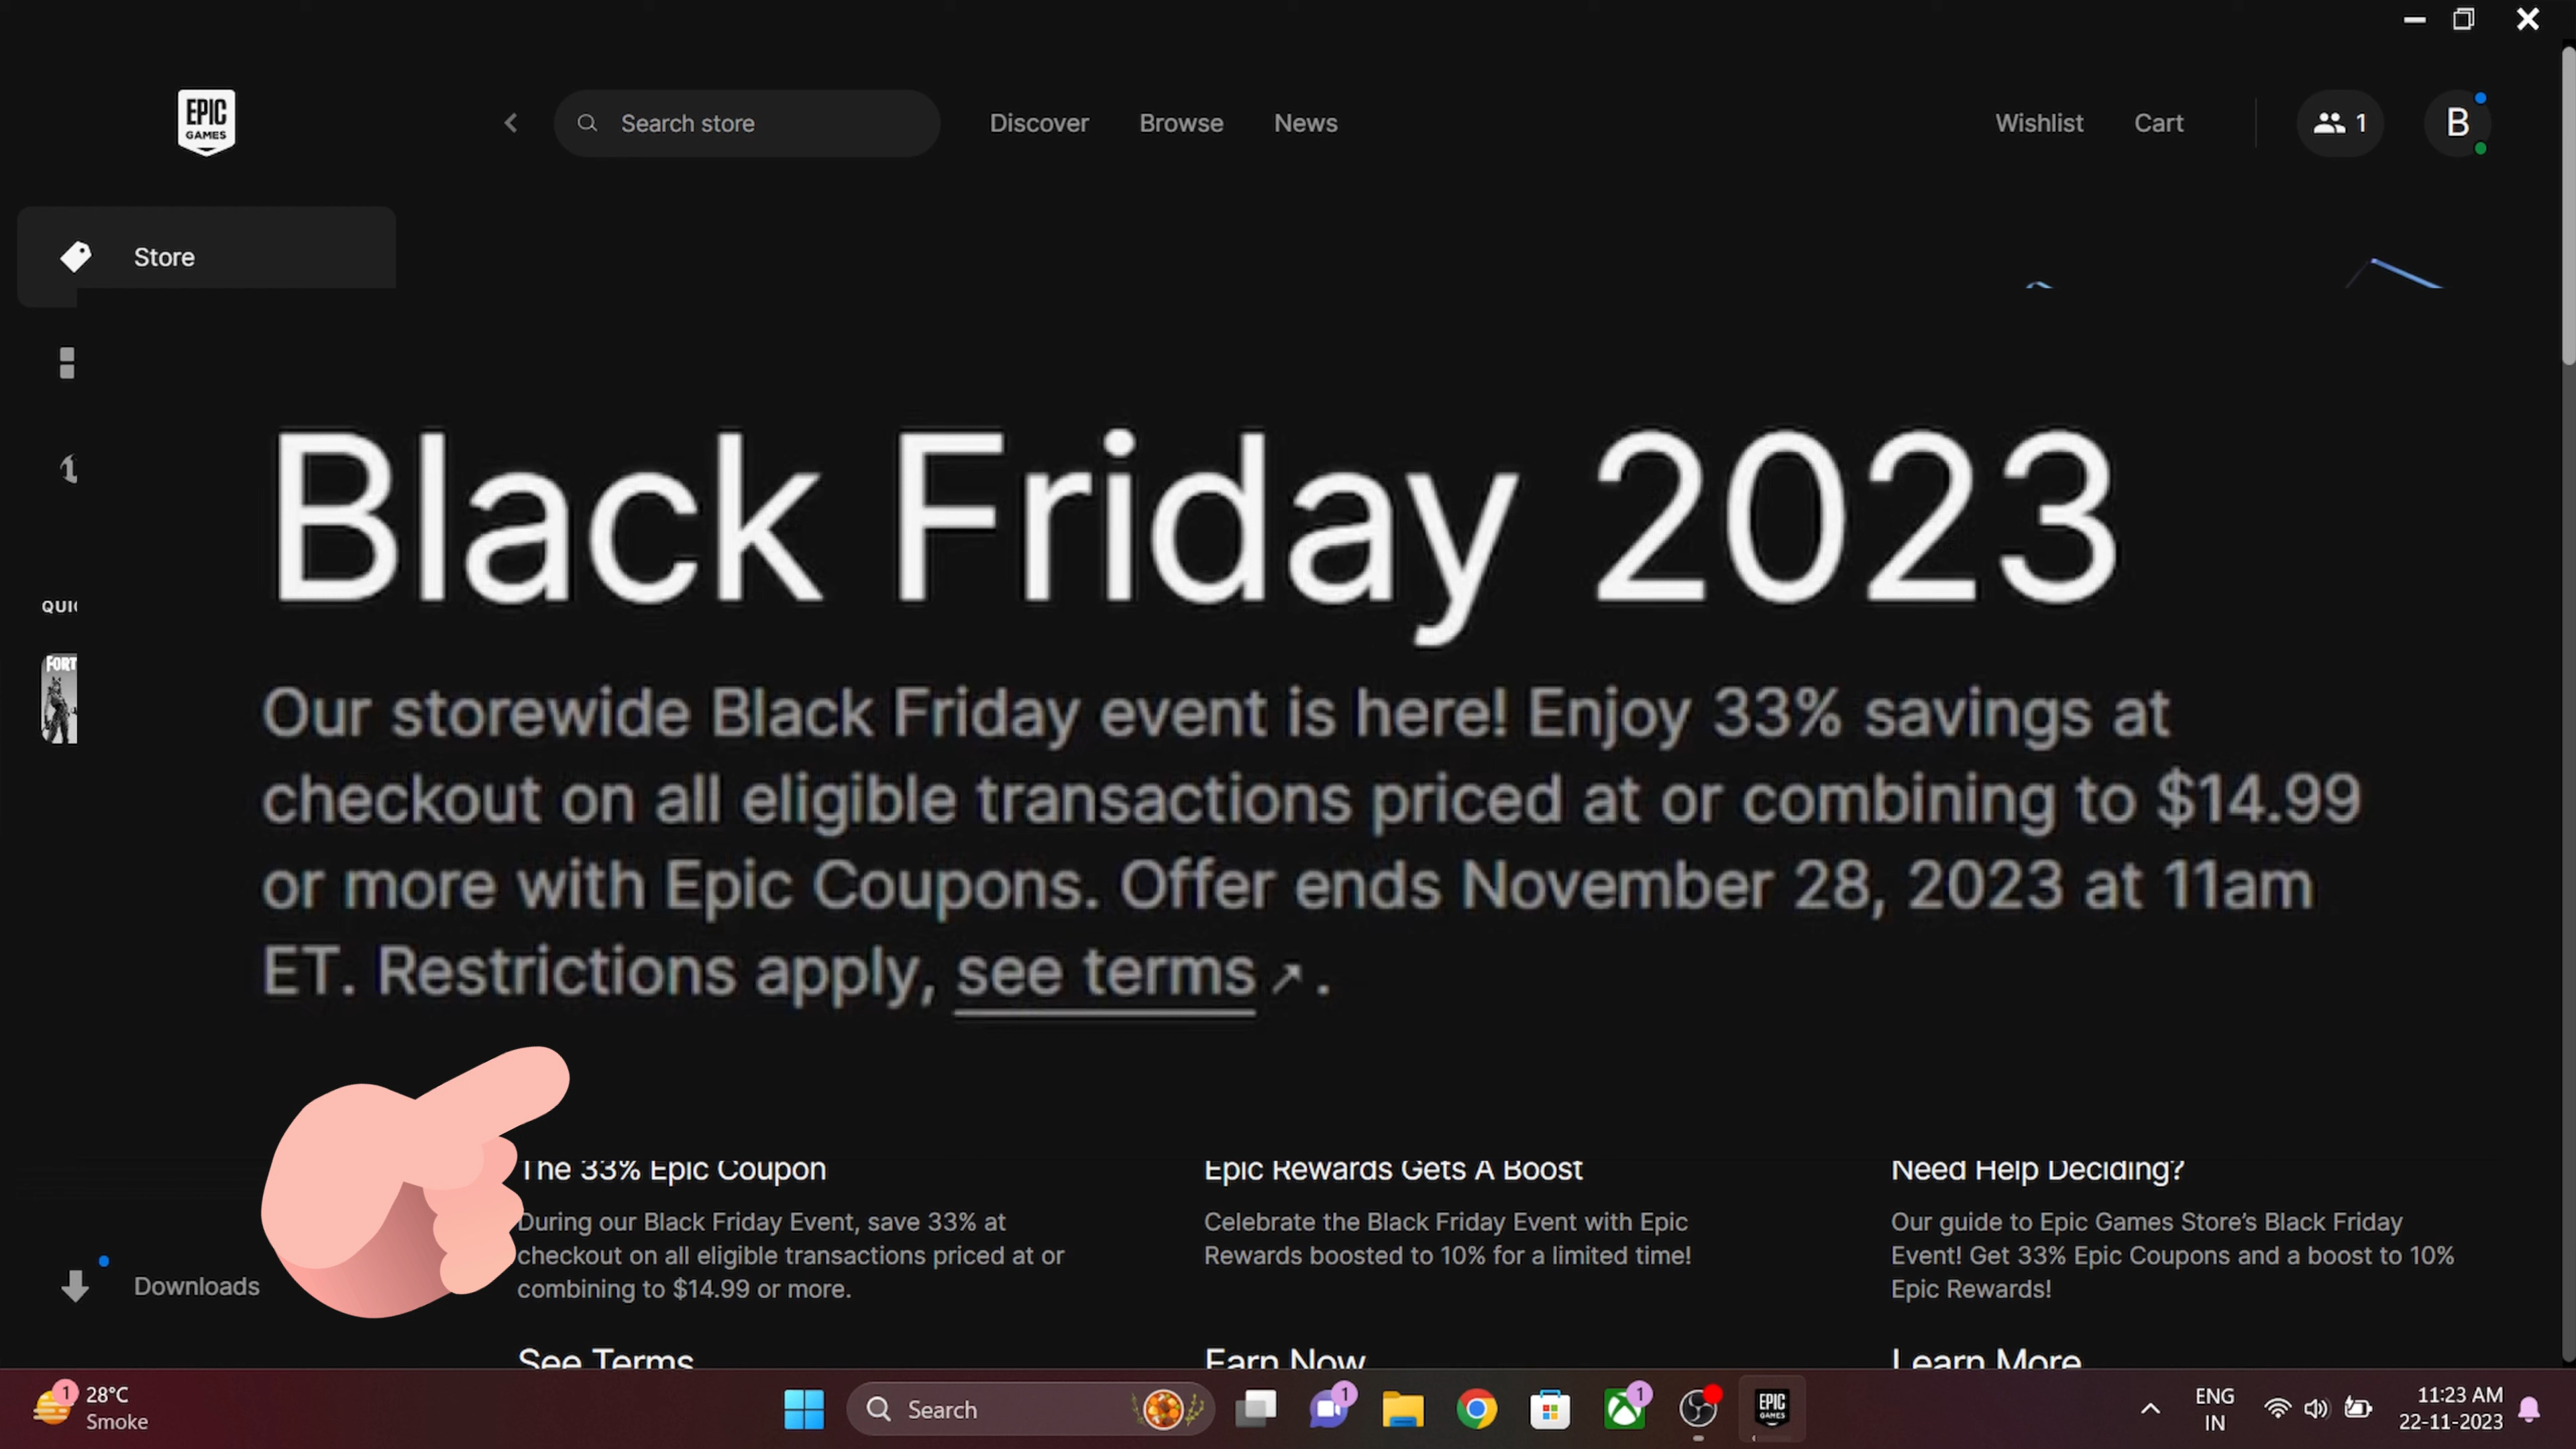 EPIC
GAMES
Search store
Discover
Browse
News
Wishlist
Cart
1
B
Store
QUIC
FORT
Black Friday 2023
Our storewide Black Friday event is here! Enjoy 33% savings at
checkout on all eligible transactions priced at or combining to $14.99
or more with Epic Coupons. Offer ends November 28, 2023 at 11am
ET. Restrictions apply, see terms↗.
The 33% Epic Coupon
During our Black Friday Event, save 33% at
checkout on all eligible transactions priced at or
combining to $14.99 or more.
See Terms
Epic Rewards Gets A Boost
Celebrate the Black Friday Event with Epic
Rewards boosted to 10% for a limited time!
Earn Now
Need Help Deciding?
Our guide to Epic Games Store's Black Friday
Event! Get 33% Epic Coupons and a boost to 10%
Epic Rewards!
Learn More
Downloads
1
28°C
Smoke
Search
1
1
EPIC
GAMES
ENG
IN
11:23 AM
22-11-2023